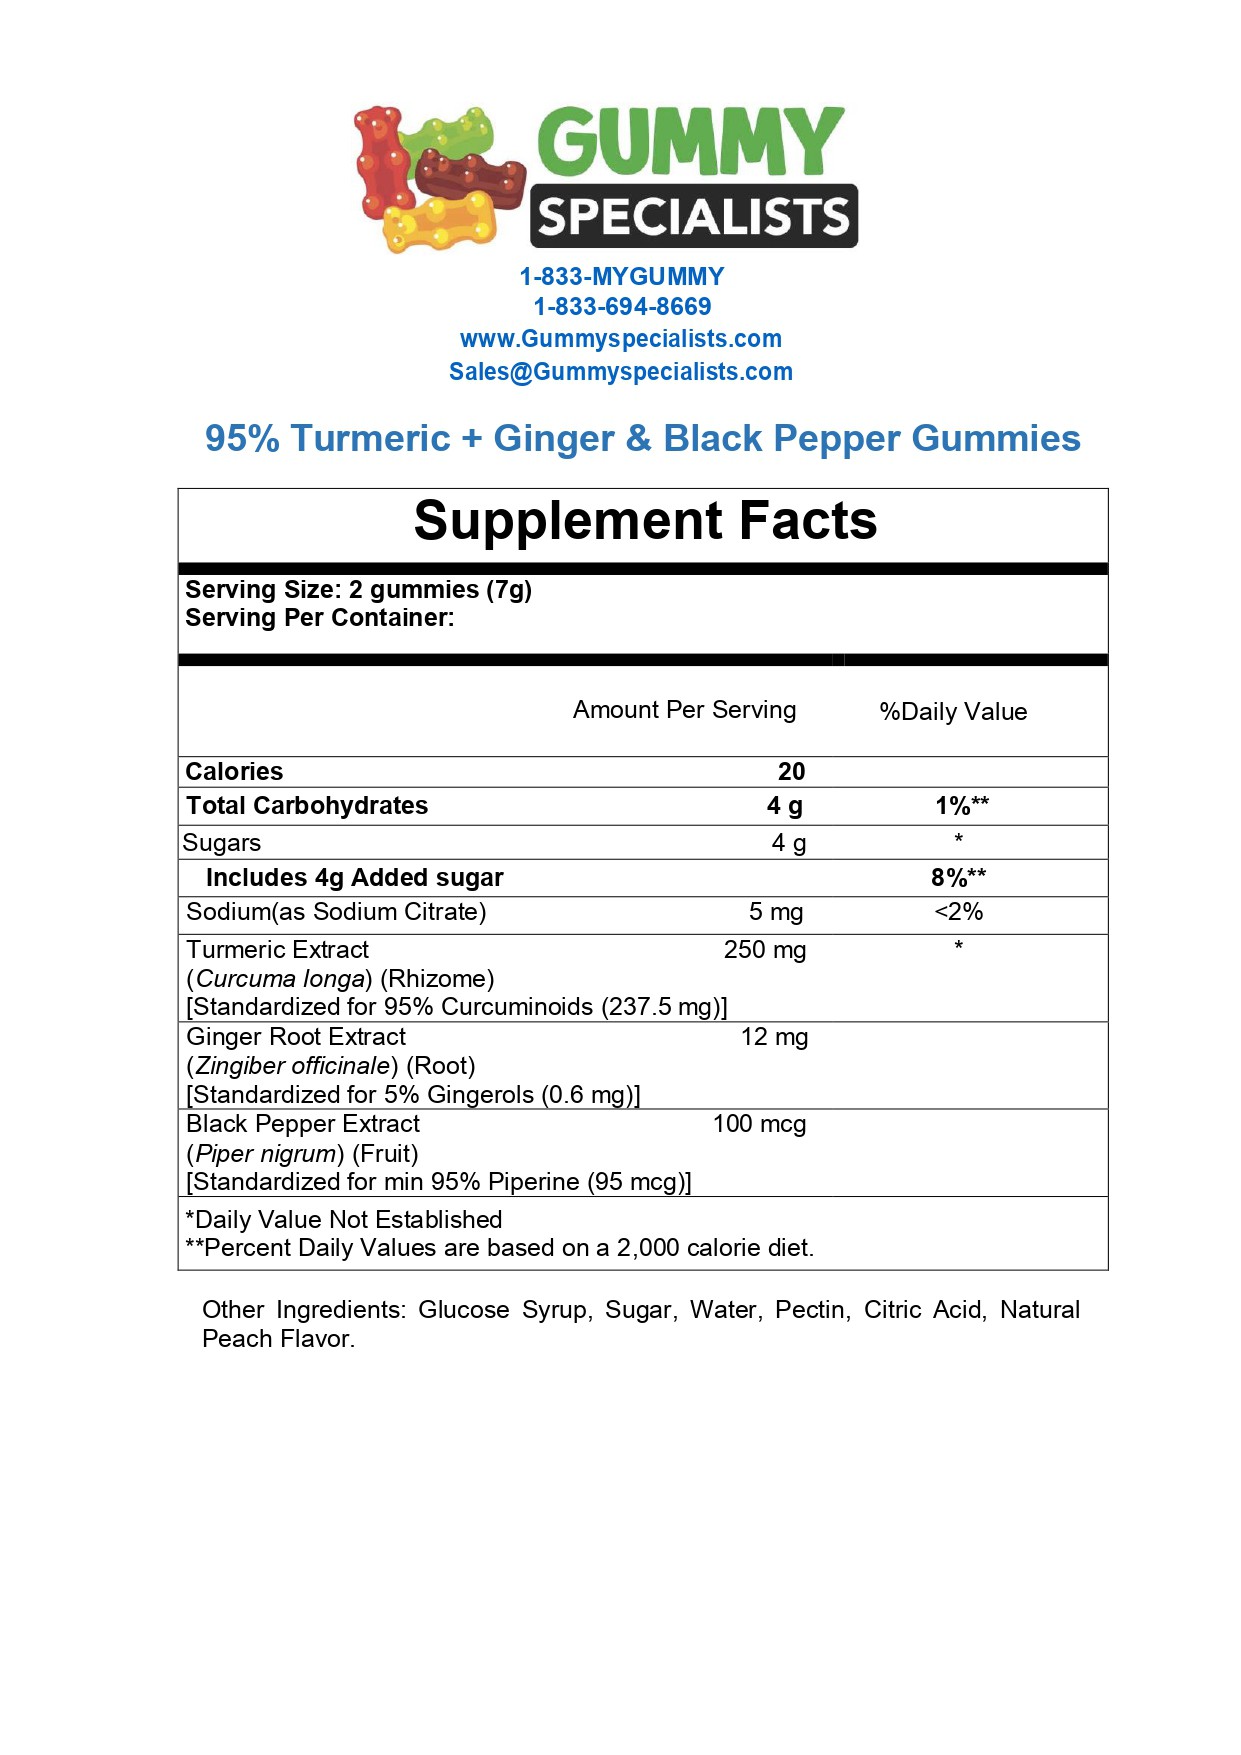 GUMMY
SPECIALISTS
1-833-MYGUMMY
1-833-694-8669
www.Gummyspecialists.com
Sales@Gummyspecialists.com
95% Turmeric + Ginger & Black Pepper Gummies
Supplement Facts
Serving Size: 2 gummies (7g)
Serving Per Container:
Amount Per Serving %Daily Value
Calories 20
Total Carbohydrates 4 g 1%**
Sugars 4 g *
Includes 4g Added sugar 8%**
Sodium(as Sodium Citrate) 5 mg <2%
Turmeric Extract 250 mg *
(Curcuma longa) (Rhizome)
[Standardized for 95% Curcuminoids (237.5 mg)]
Ginger Root Extract 12 mg
(Zingiber officinale) (Root)
[Standardized for 5% Gingerols (0.6 mg)]
Black Pepper Extract 100 mcg
(Piper nigrum) (Fruit)
[Standardized for min 95% Piperine (95 mcg)]
*Daily Value Not Established
**Percent Daily Values are based on a 2,000 calorie diet.
Other Ingredients: Glucose Syrup, Sugar, Water, Pectin, Citric Acid, Natural
Peach Flavor.